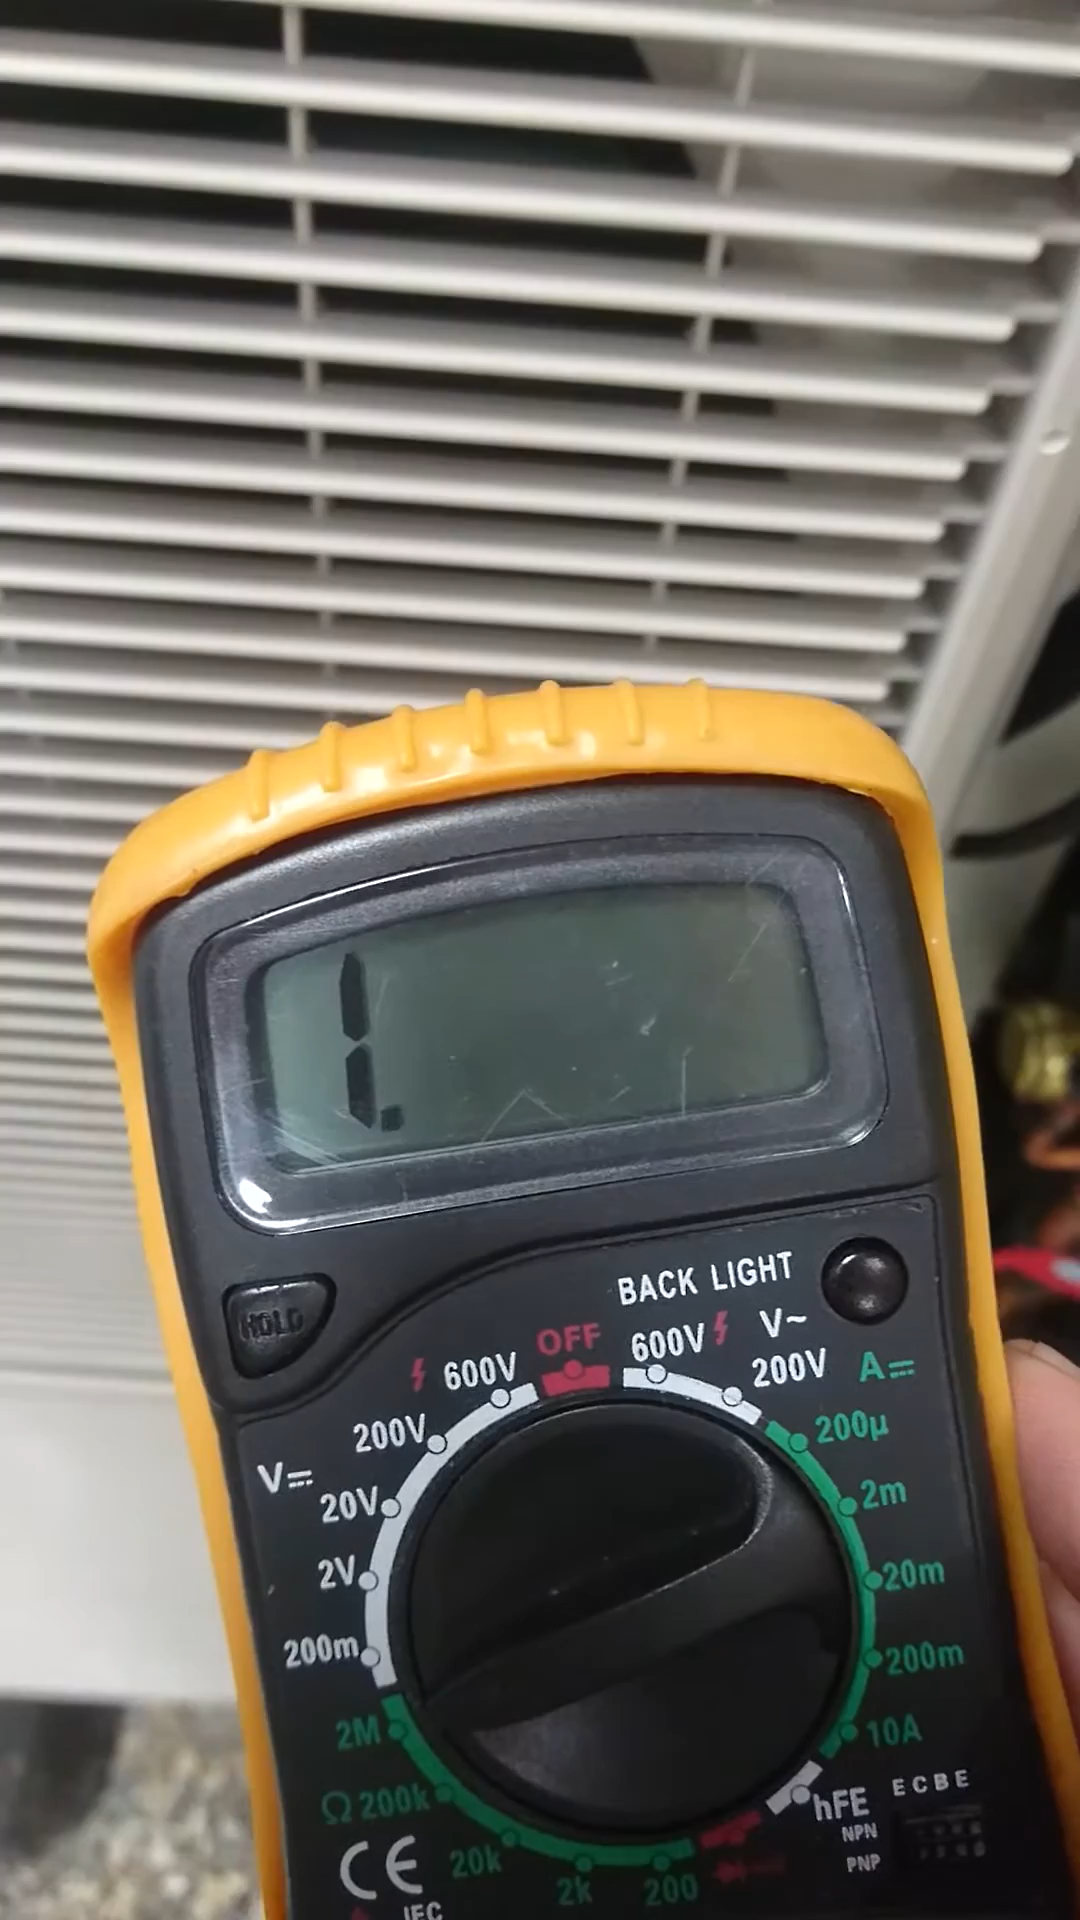 1.
HOLD
BACK LIGHT
OFF
600V
600V
V~
200V
A⎓
200V
200µ
V⎓
20V
2m
2V
20m
200m
200m
2M
10A
Ω 200k
hFE
E C B E
NPN
PNP
CE
20k
2k
200
IEC